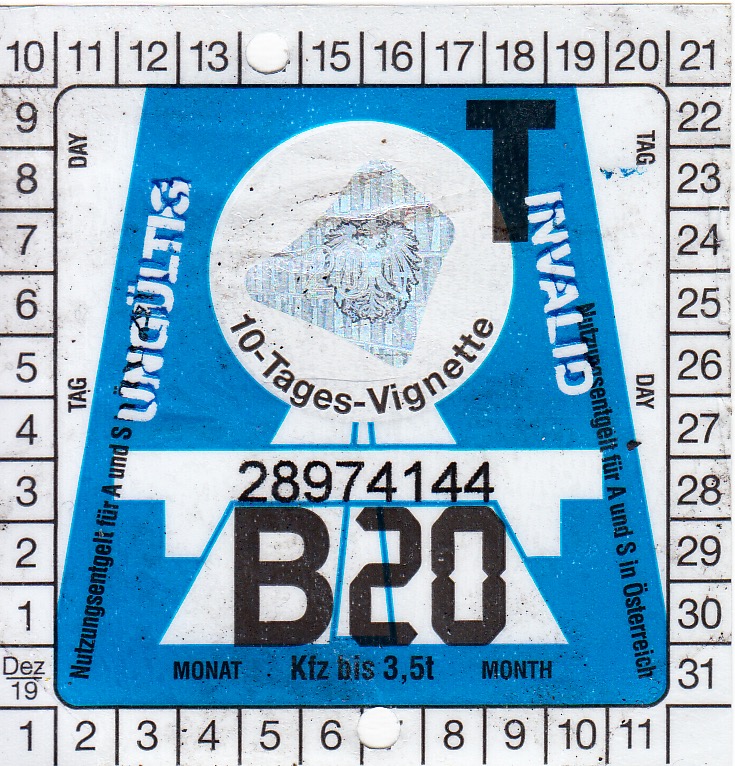 10 11 12 13 15 16 17 18 19 20 21
9 22
8 23
7 24
6 25
5 26
4 27
3 28
2 29
1 30
Dez 19 31
1 2 3 4 5 6 8 9 10 11
DAY
TAG
T
UNGÜLTIG
INVALID
10-Tages-Vignette
TAG
DAY
28974144
B20
Nutzungsentgelt für A und S
Nutzungsentgelt für A und S in Österreich
MONAT Kfz bis 3,5t MONTH